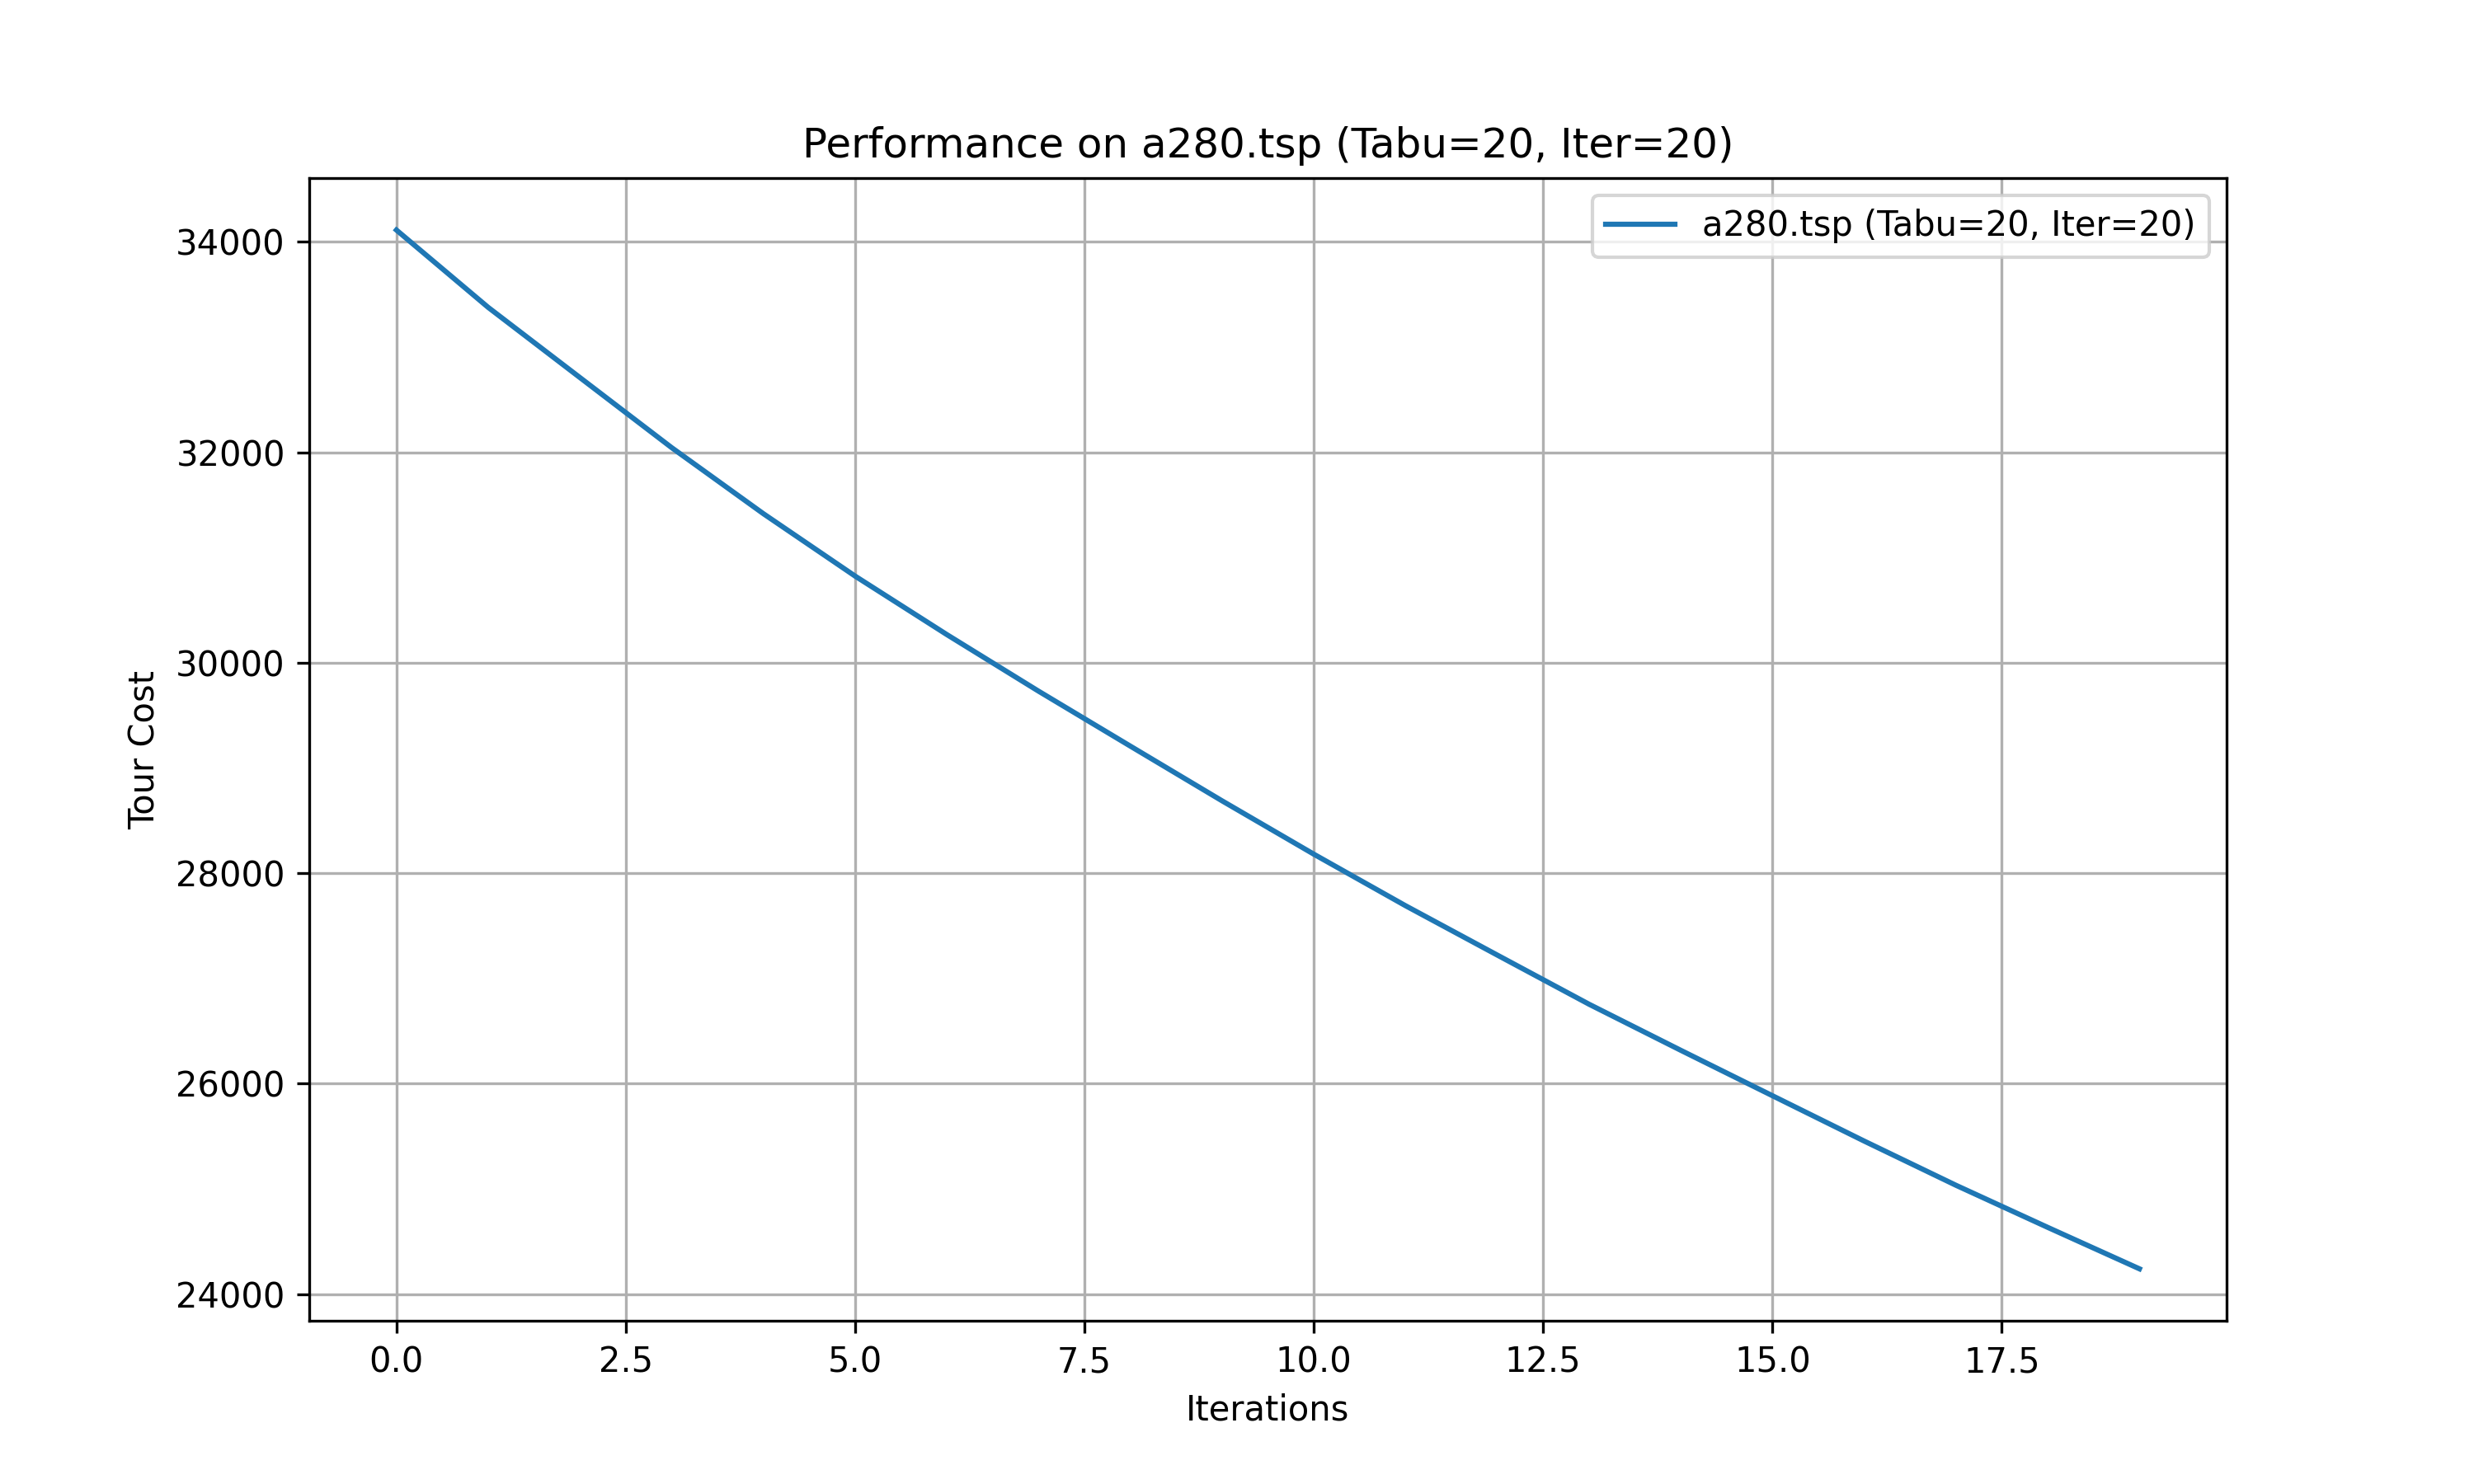 Performance on a280.tsp (Tabu=20, Iter=20)
a280.tsp (Tabu=20, Iter=20)
Tour Cost
34000
32000
30000
28000
26000
24000
0.0 2.5 5.0 7.5 10.0 12.5 15.0 17.5
Iterations